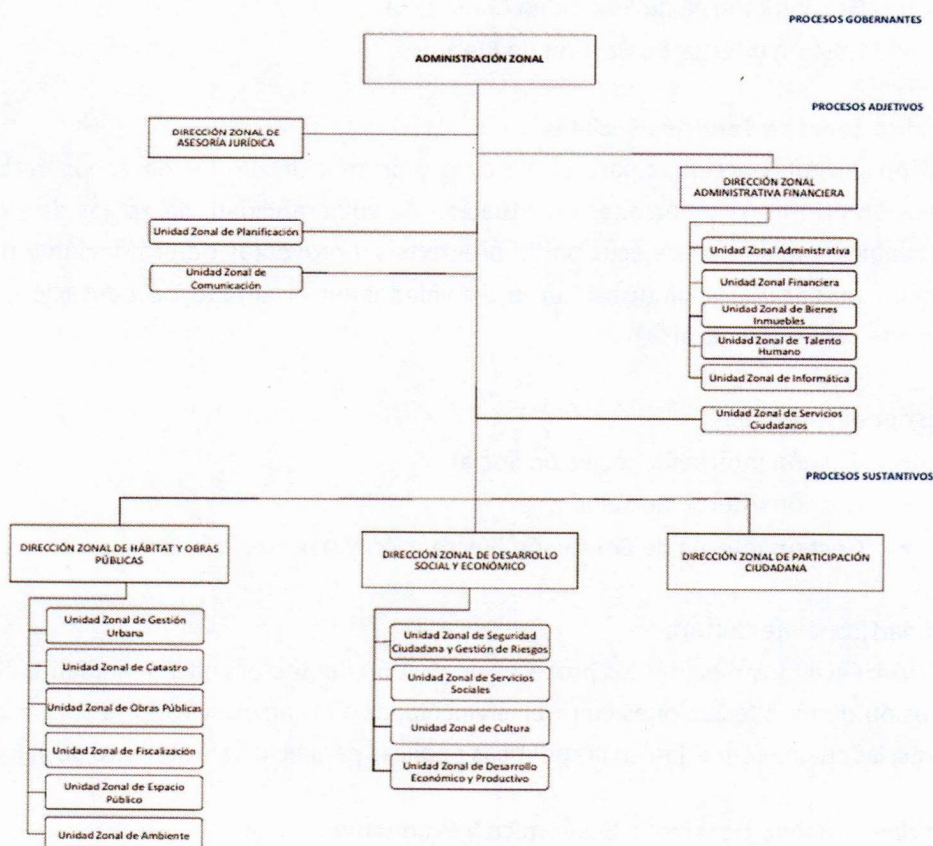 PROCESOS GOBERNANTES
ADMINISTRACIÓN ZONAL
PROCESOS ADJETIVOS
DIRECCIÓN ZONAL DE
ASESORÍA JURÍDICA
DIRECCIÓN ZONAL
ADMINISTRATIVA FINANCIERA
Unidad Zonal de Planificación
Unidad Zonal de
Comunicación
Unidad Zonal Administrativa
Unidad Zonal Financiera
Unidad Zonal de Bienes
Inmuebles
Unidad Zonal de Talento
Humano
Unidad Zonal de Informática
Unidad Zonal de Servicios
Ciudadanos
PROCESOS SUSTANTIVOS
DIRECCIÓN ZONAL DE HÁBITAT Y OBRAS
PÚBLICAS
Unidad Zonal de Gestión
Urbana
Unidad Zonal de Catastro
Unidad Zonal de Obras Públicas
Unidad Zonal de Fiscalización
Unidad Zonal de Espacio
Público
Unidad Zonal de Ambiente
DIRECCIÓN ZONAL DE DESARROLLO
SOCIAL Y ECONÓMICO
Unidad Zonal de Seguridad
Ciudadana y Gestión de Riesgos
Unidad Zonal de Servicios
Sociales
Unidad Zonal de Cultura
Unidad Zonal de Desarrollo
Económico y Productivo
DIRECCIÓN ZONAL DE PARTICIPACIÓN
CIUDADANA